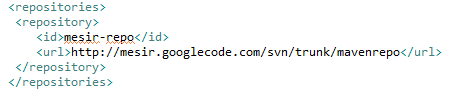 <repositories>
<repository>
<id>mesir-repo</id>
<url>http://mesir.googlecode.com/svn/trunk/mavenrepo</url>
</repository>
</repositories>